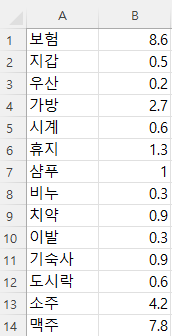 A B
1 보험 8.6
2 지갑 0.5
3 우산 0.2
4 가방 2.7
5 시계 0.6
6 휴지 1.3
7 샴푸 1
8 비누 0.3
9 치약 0.9
10 이발 0.3
11 기숙사 0.9
12 도시락 0.6
13 소주 4.2
14 맥주 7.8